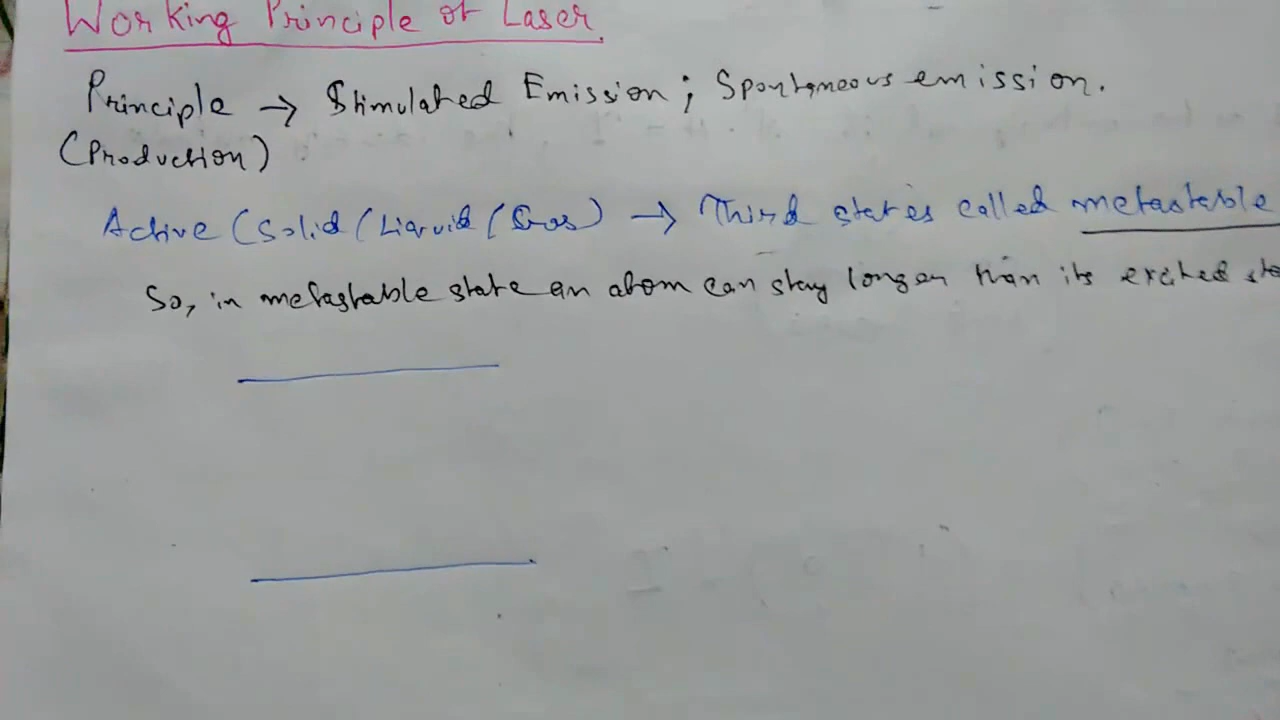 Working Principle of Laser.
Principle → Stimulated Emission; Spontaneous emission.
(Production)
Active (Solid (Liquid (Gas) → Third states called metastable
So, in metastable state an atom can stay longer than its excited